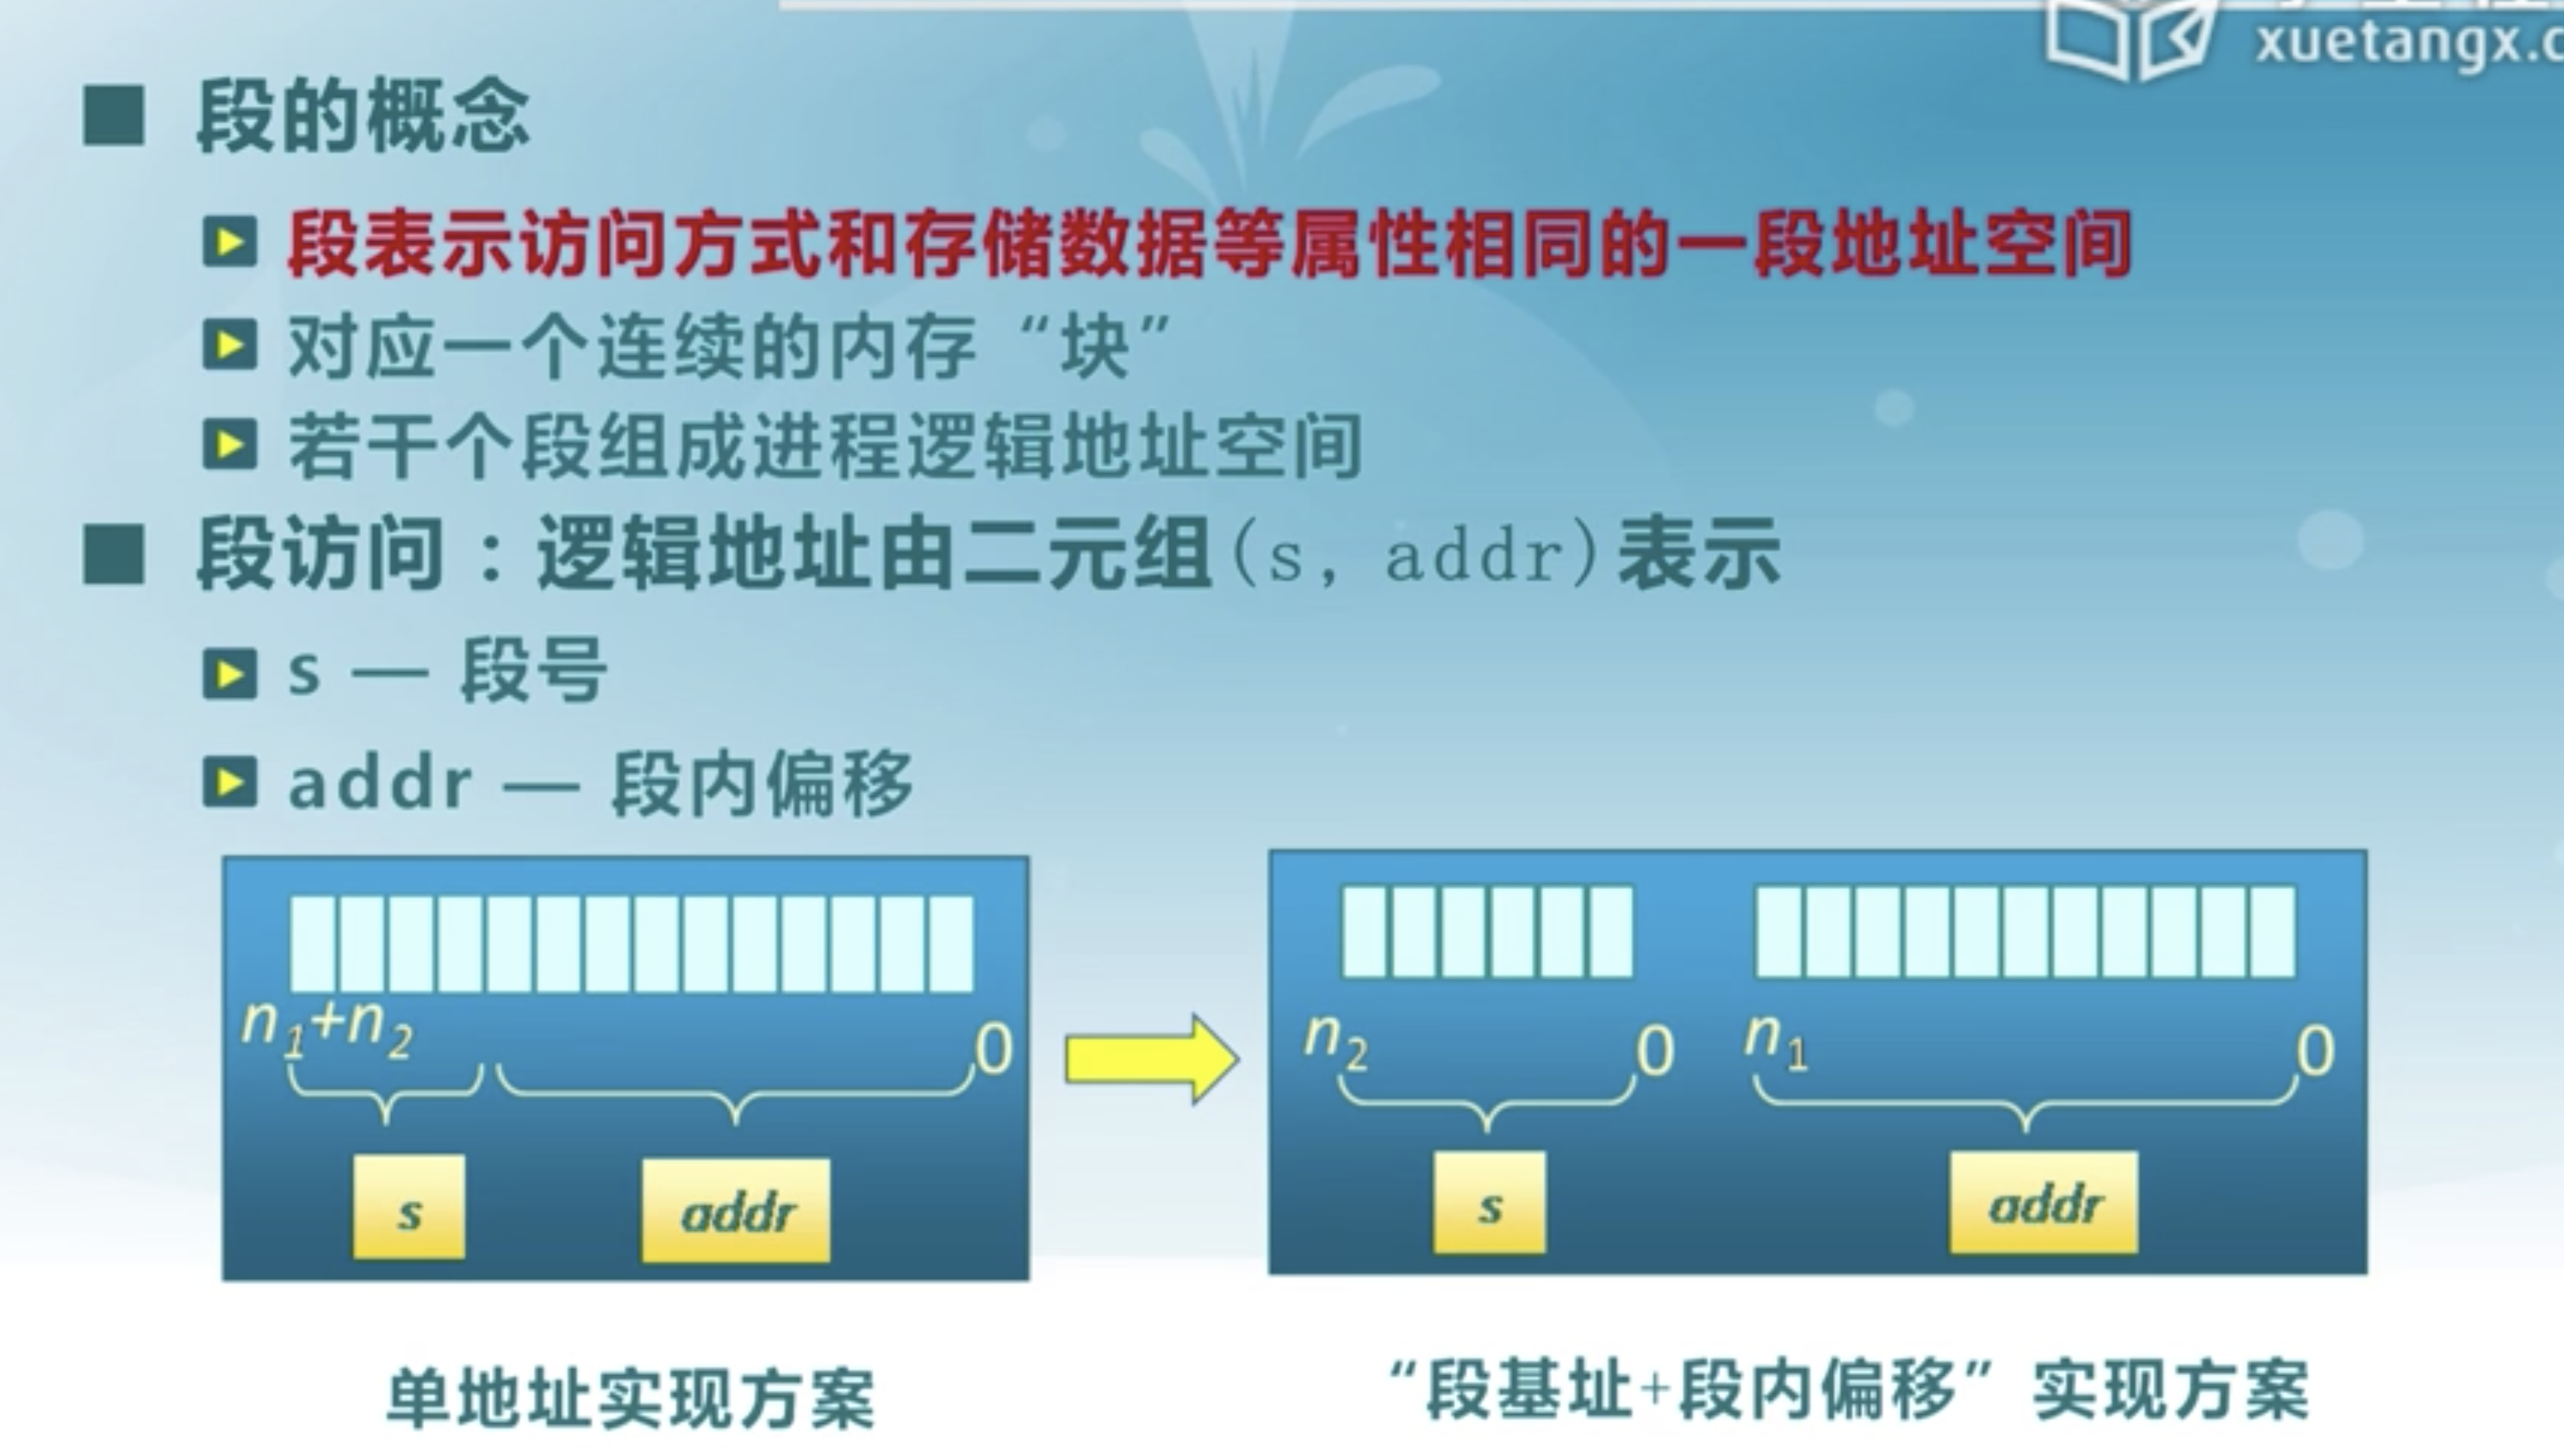 xuetangx.c
段的概念
段表示访问方式和存储数据等属性相同的一段地址空间
对应一个连续的内存“块”
若干个段组成进程逻辑地址空间
段访问：逻辑地址由二元组(s, addr)表示
s — 段号
addr — 段内偏移
n₁+n₂ 0
s addr
n₂ 0 n₁ 0
s addr
单地址实现方案
“段基址+段内偏移”实现方案